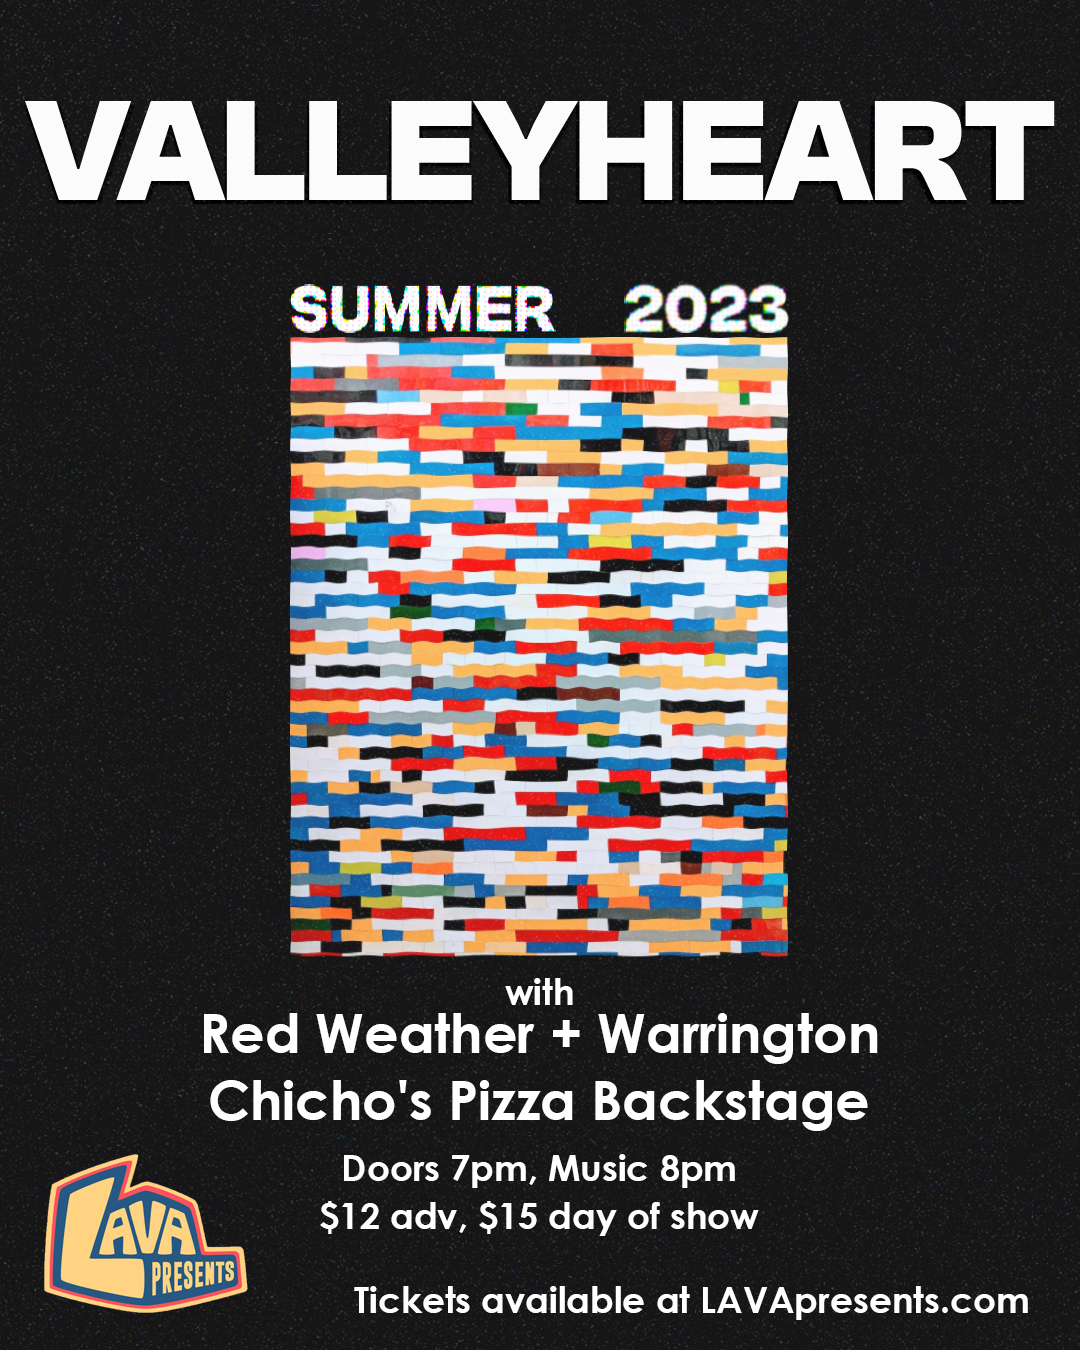 VALLEYHEART
SUMMER 2023
with
Red Weather + Warrington
Chicho's Pizza Backstage
Doors 7pm, Music 8pm
$12 adv, $15 day of show
LAVA
PRESENTS
Tickets available at LAVApresents.com